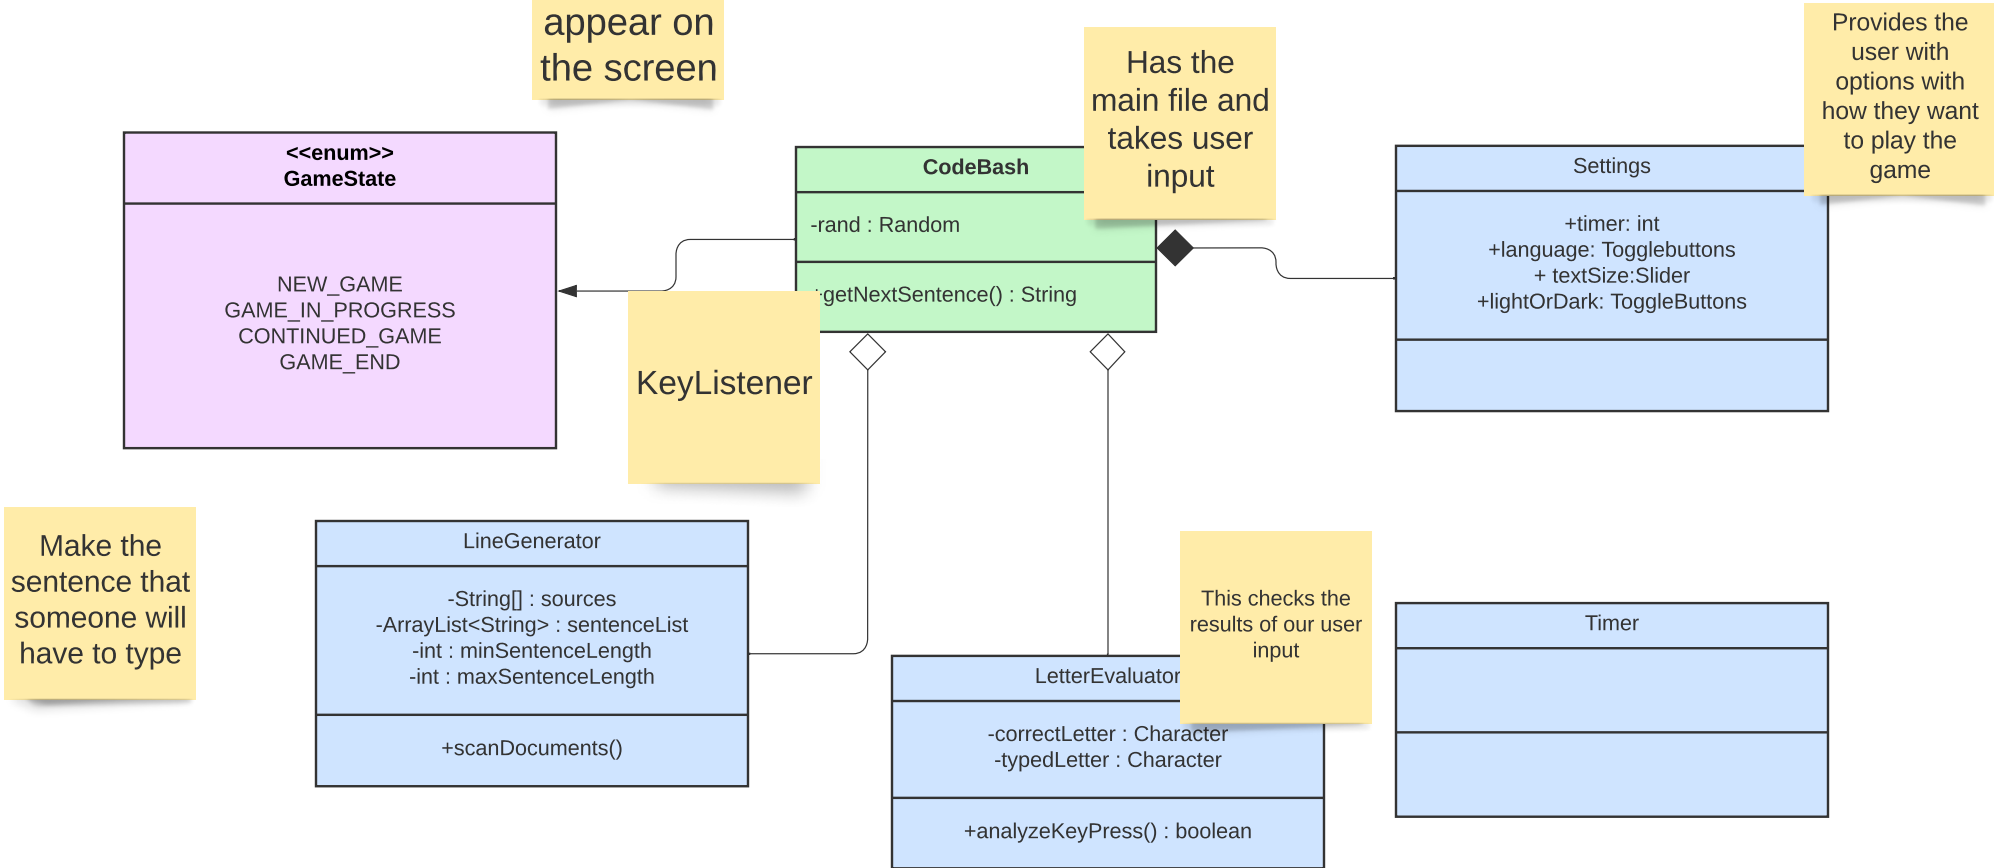 appear on
the screen
Has the
main file and
takes user
input
Provides the
user with
options with
how they want
to play the
game
<<enum>>
GameState
NEW_GAME
GAME_IN_PROGRESS
CONTINUED_GAME
GAME_END
CodeBash
-rand : Random
+getNextSentence() : String
Settings
+timer: int
+language: Togglebuttons
+ textSize:Slider
+lightOrDark: ToggleButtons
KeyListener
Make the
sentence that
someone will
have to type
LineGenerator
-String[] : sources
-ArrayList<String> : sentenceList
-int : minSentenceLength
-int : maxSentenceLength
+scanDocuments()
This checks the
results of our user
input
LetterEvaluator
-correctLetter : Character
-typedLetter : Character
+analyzeKeyPress() : boolean
Timer